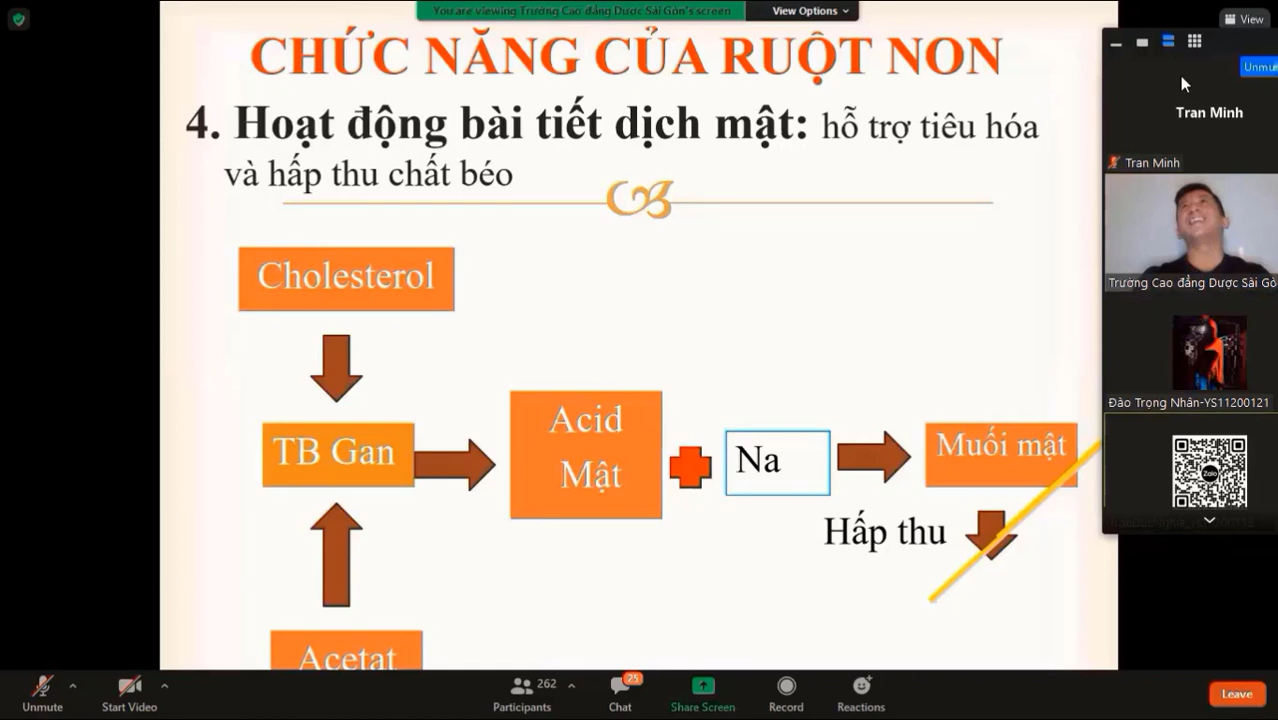 You are viewing Trường Cao đẳng Dược Sài Gòn's screen
View Options
View
CHỨC NĂNG CỦA RUỘT NON
4. Hoạt động bài tiết dịch mật: hỗ trợ tiêu hóa
và hấp thu chất béo
Unmu
Tran Minh
Tran Minh
Trường Cao đẳng Dược Sài Gò
Đào Trọng Nhân-YS11200121
Zalo
Cholesterol
TB Gan
Acid
Mật
Na
Muối mật
Hấp thu
Acetat
Unmute
Start Video
262
Participants
25
Chat
Share Screen
Record
Reactions
Leave